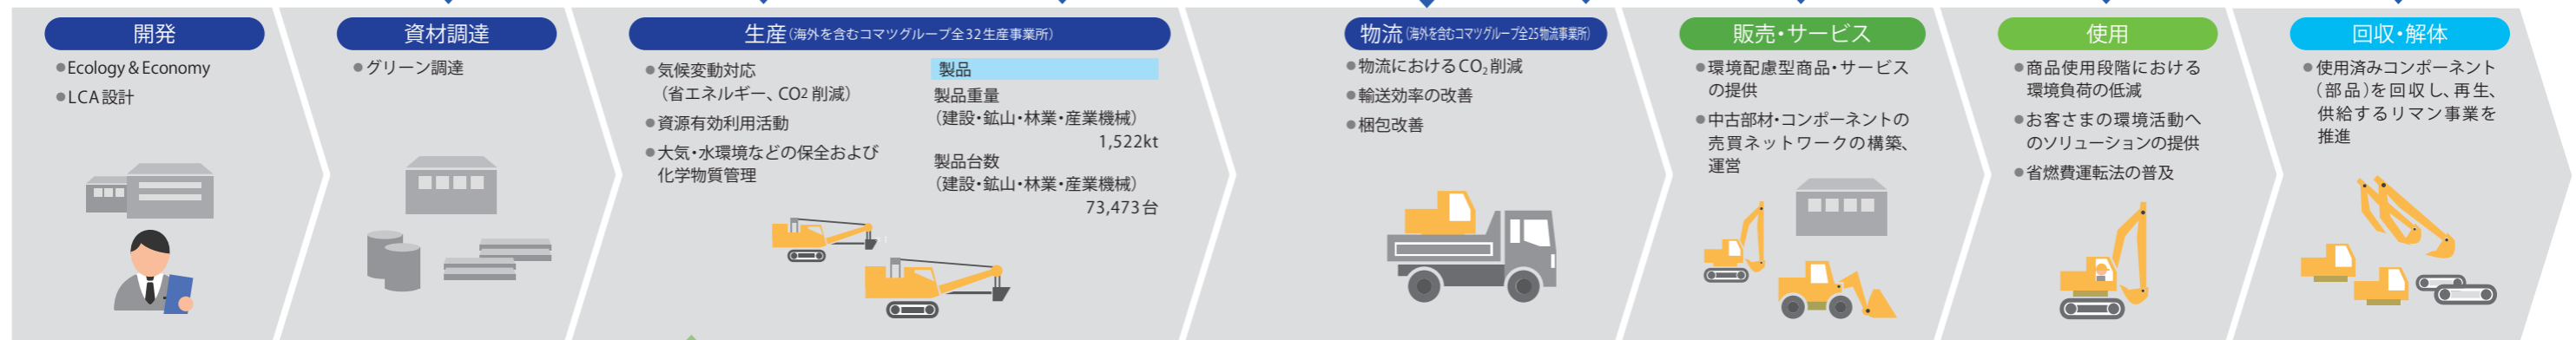 開発
●Ecology & Economy
●LCA設計
資材調達
●グリーン調達
生産(海外を含むコマツグループ全32生産事業所)
●気候変動対応
(省エネルギー、CO2 削減)
●資源有効利用活動
●大気・水環境などの保全および
化学物質管理
製品
製品重量
(建設・鉱山・林業・産業機械)
1,522kt
製品台数
(建設・鉱山・林業・産業機械)
73,473台
物流(海外を含むコマツグループ全25物流事業所)
●物流におけるCO₂削減
●輸送効率の改善
●梱包改善
販売・サービス
●環境配慮型商品・サービス
の提供
●中古部材・コンポーネントの
売買ネットワークの構築、
運営
使用
●商品使用段階における
環境負荷の低減
●お客さまの環境活動へ
のソリューションの提供
●省燃費運転法の普及
回収・解体
●使用済みコンポーネント
(部品)を回収し、再生、
供給するリマン事業を
推進